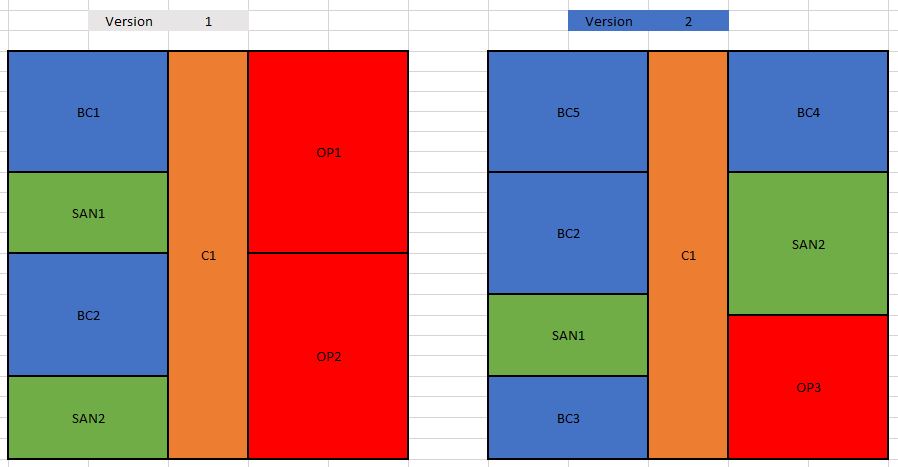 Version 1
Version 2
BC1
SAN1
BC2
SAN2
C1
OP1
OP2
BC5
BC2
SAN1
BC3
C1
BC4
SAN2
OP3